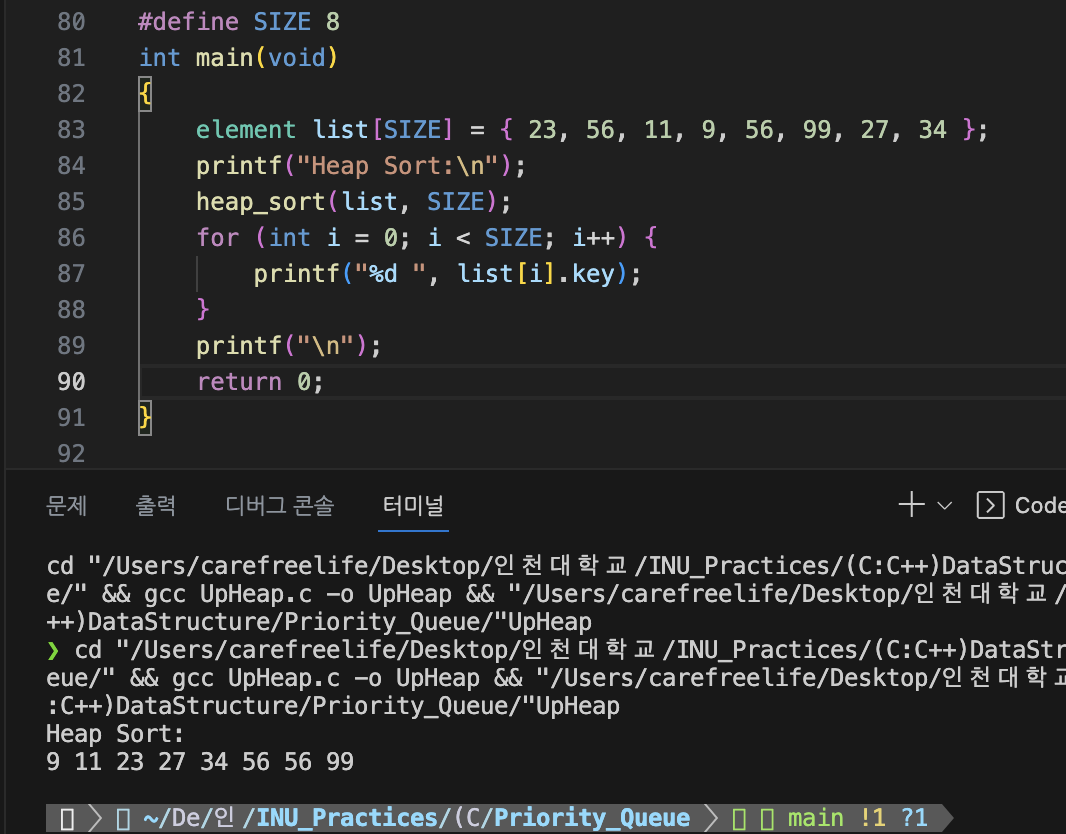 80 #define SIZE 8
81 int main(void)
82 {
83 element list[SIZE] = { 23, 56, 11, 9, 56, 99, 27, 34 };
84 printf("Heap Sort:\n");
85 heap_sort(list, SIZE);
86 for (int i = 0; i < SIZE; i++) {
87 printf("%d ", list[i].key);
88 }
89 printf("\n");
90 return 0;
91 }
92
문제 출력 디버그 콘솔 터미널 Code
cd "/Users/carefreelife/Desktop/인천대학교/INU_Practices/(C:C++)DataStruc
e/" && gcc UpHeap.c -o UpHeap && "/Users/carefreelife/Desktop/인천대학교/
++)DataStructure/Priority_Queue/"UpHeap
❯ cd "/Users/carefreelife/Desktop/인천대학교/INU_Practices/(C:C++)DataStr
eue/" && gcc UpHeap.c -o UpHeap && "/Users/carefreelife/Desktop/인천대학교
:C++)DataStructure/Priority_Queue/"UpHeap
Heap Sort:
9 11 23 27 34 56 56 99
~/De/인/INU_Practices/(C/Priority_Queue main !1 ?1